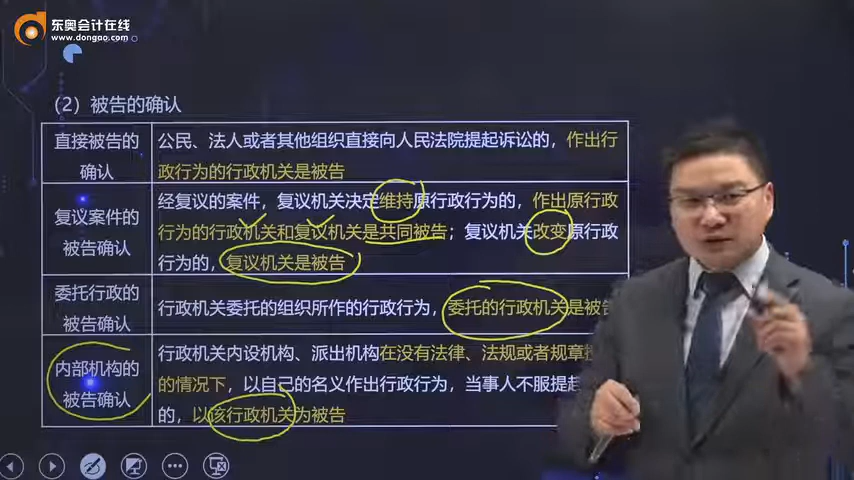 东奥会计在线
www.dongao.com
（2）被告的确认
直接被告的
确认
公民、法人或者其他组织直接向人民法院提起诉讼的，作出行
政行为的行政机关是被告
复议案件的
被告确认
经复议的案件，复议机关决定维持原行政行为的，作出原行政
行为的行政机关和复议机关是共同被告；复议机关改变原行政
行为的，复议机关是被告
委托行政的
被告确认
行政机关委托的组织所作的行政行为，委托的行政机关是被告
内部机构的
被告确认
行政机关内设机构、派出机构在没有法律、法规或者规章
的情况下，以自己的名义作出行政行为，当事人不服提
的，以该行政机关为被告